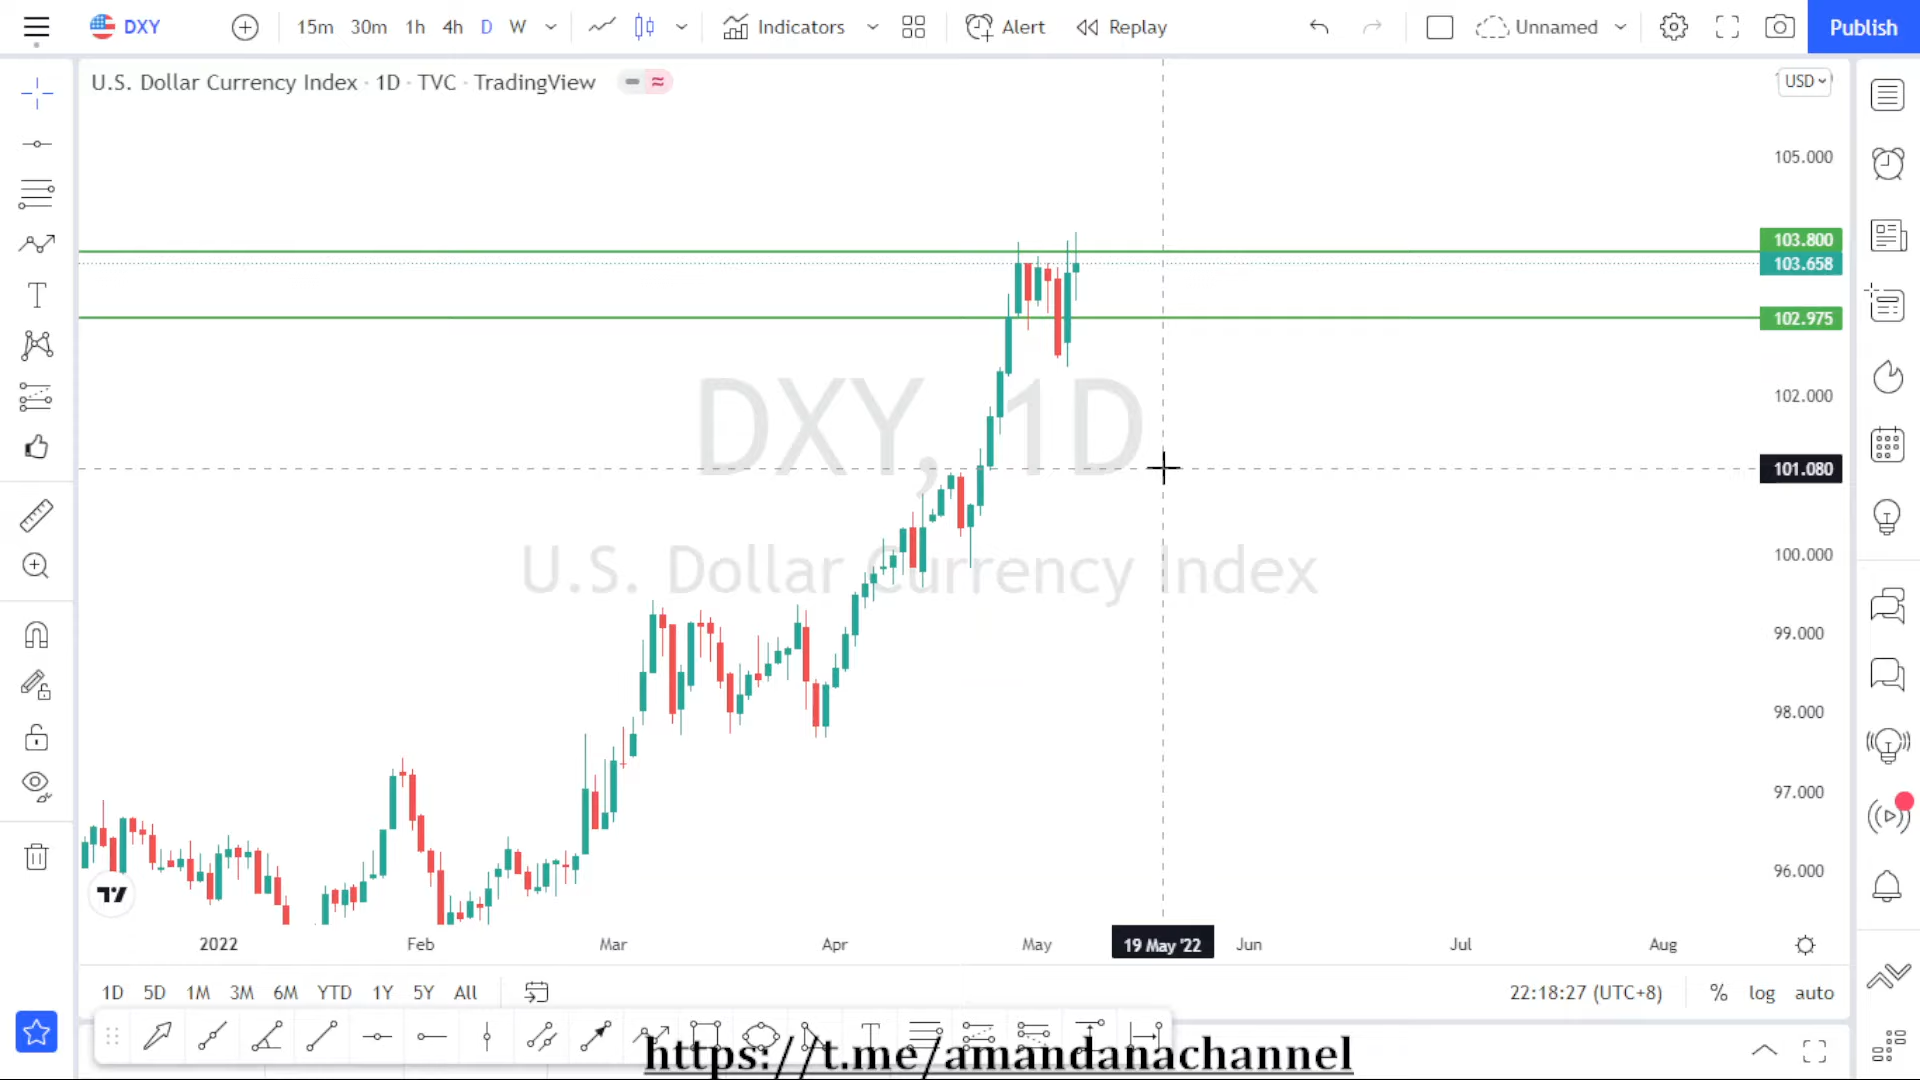 DXY 15m 30m 1h 4h D W Indicators Alert Replay Unnamed Publish
U.S. Dollar Currency Index · 1D · TVC · TradingView
USD
105.000
103.800
103.658
102.975
102.000
101.080
100.000
99.000
98.000
97.000
96.000
DXY, 1D
U.S. Dollar Currency Index
2022 Feb Mar Apr May 19 May '22 Jun Jul Aug
1D 5D 1M 3M 6M YTD 1Y 5Y All 22:18:27 (UTC+8) % log auto
https://t.me/amandanachannel